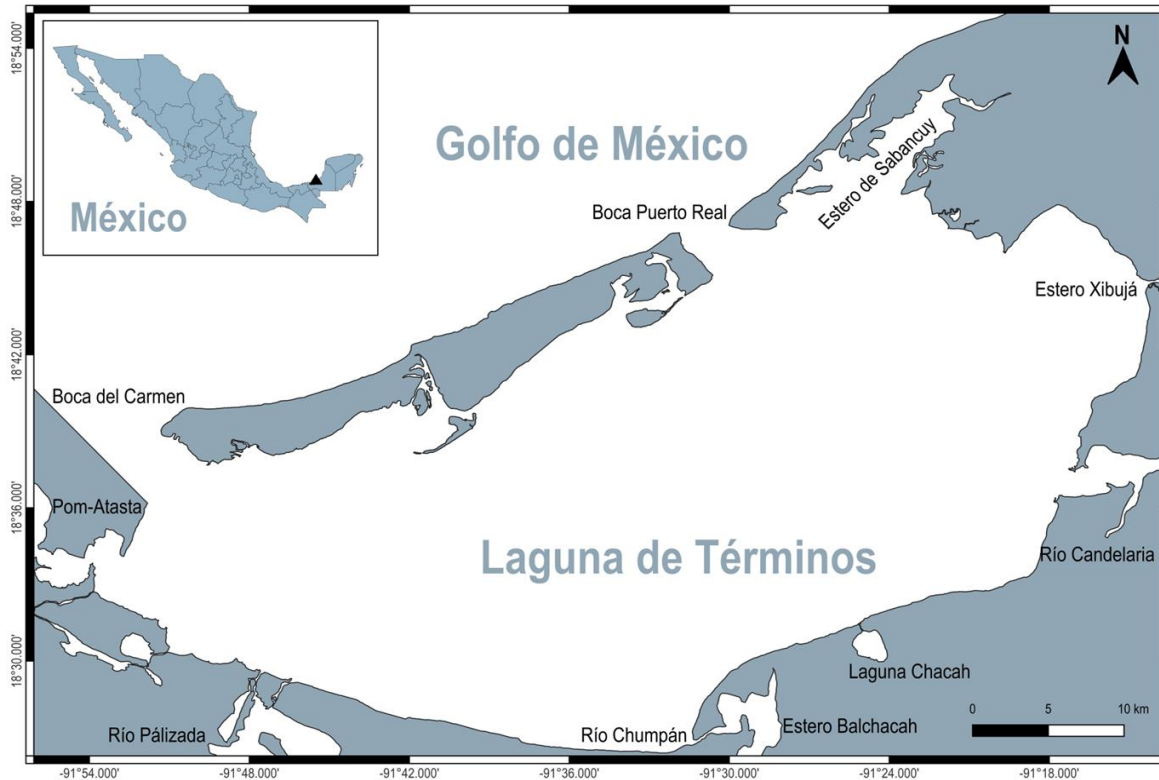 18°54.000'
N
Golfo de México
Estero de Sabancuy
México
18°48.000'
Boca Puerto Real
Estero Xibujá
18°42.000'
Boca del Carmen
Pom-Atasta
18°36.000'
Laguna de Términos
Río Candelaria
18°30.000'
Laguna Chacah
0 5 10 km
Río Pálizada
Río Chumpán
Estero Balchacah
-91°54.000' -91°48.000' -91°42.000' -91°36.000' -91°30.000' -91°24.000' -91°18.000'